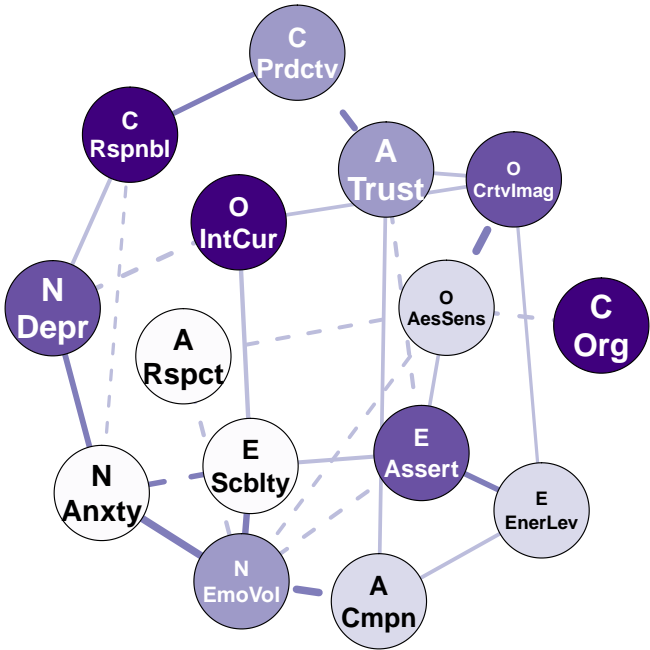 C
Prdctv
C
Rspnbl
A
Trust
O
CrtvImag
O
IntCur
N
Depr
O
AesSens
C
Org
A
Rspct
E
Assert
E
Scblty
N
Anxty
E
EnerLev
N
EmoVol
A
Cmpn